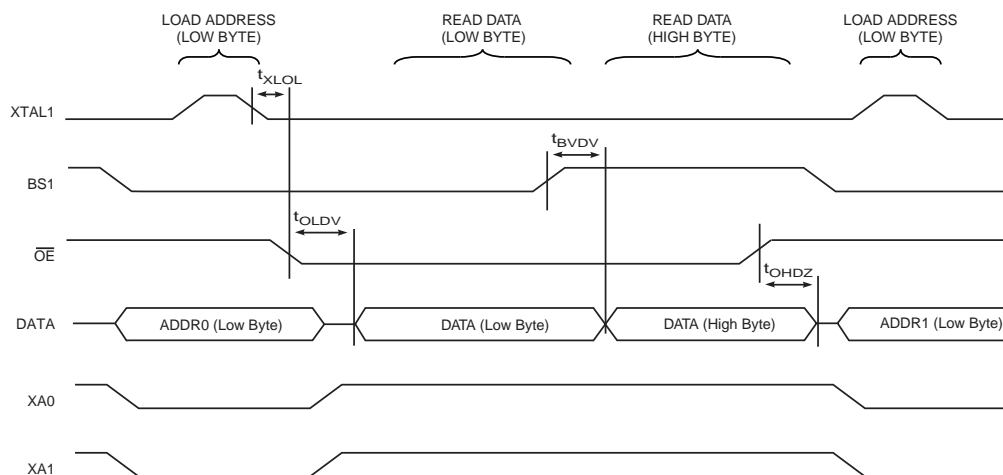 LOAD ADDRESS
(LOW BYTE)
READ DATA
(LOW BYTE)
READ DATA
(HIGH BYTE)
LOAD ADDRESS
(LOW BYTE)
tXLOL
XTAL1
tBVDV
BS1
tOLDV
OE
tOHDZ
DATA
ADDR0 (Low Byte)
DATA (Low Byte)
DATA (High Byte)
ADDR1 (Low Byte)
XA0
XA1